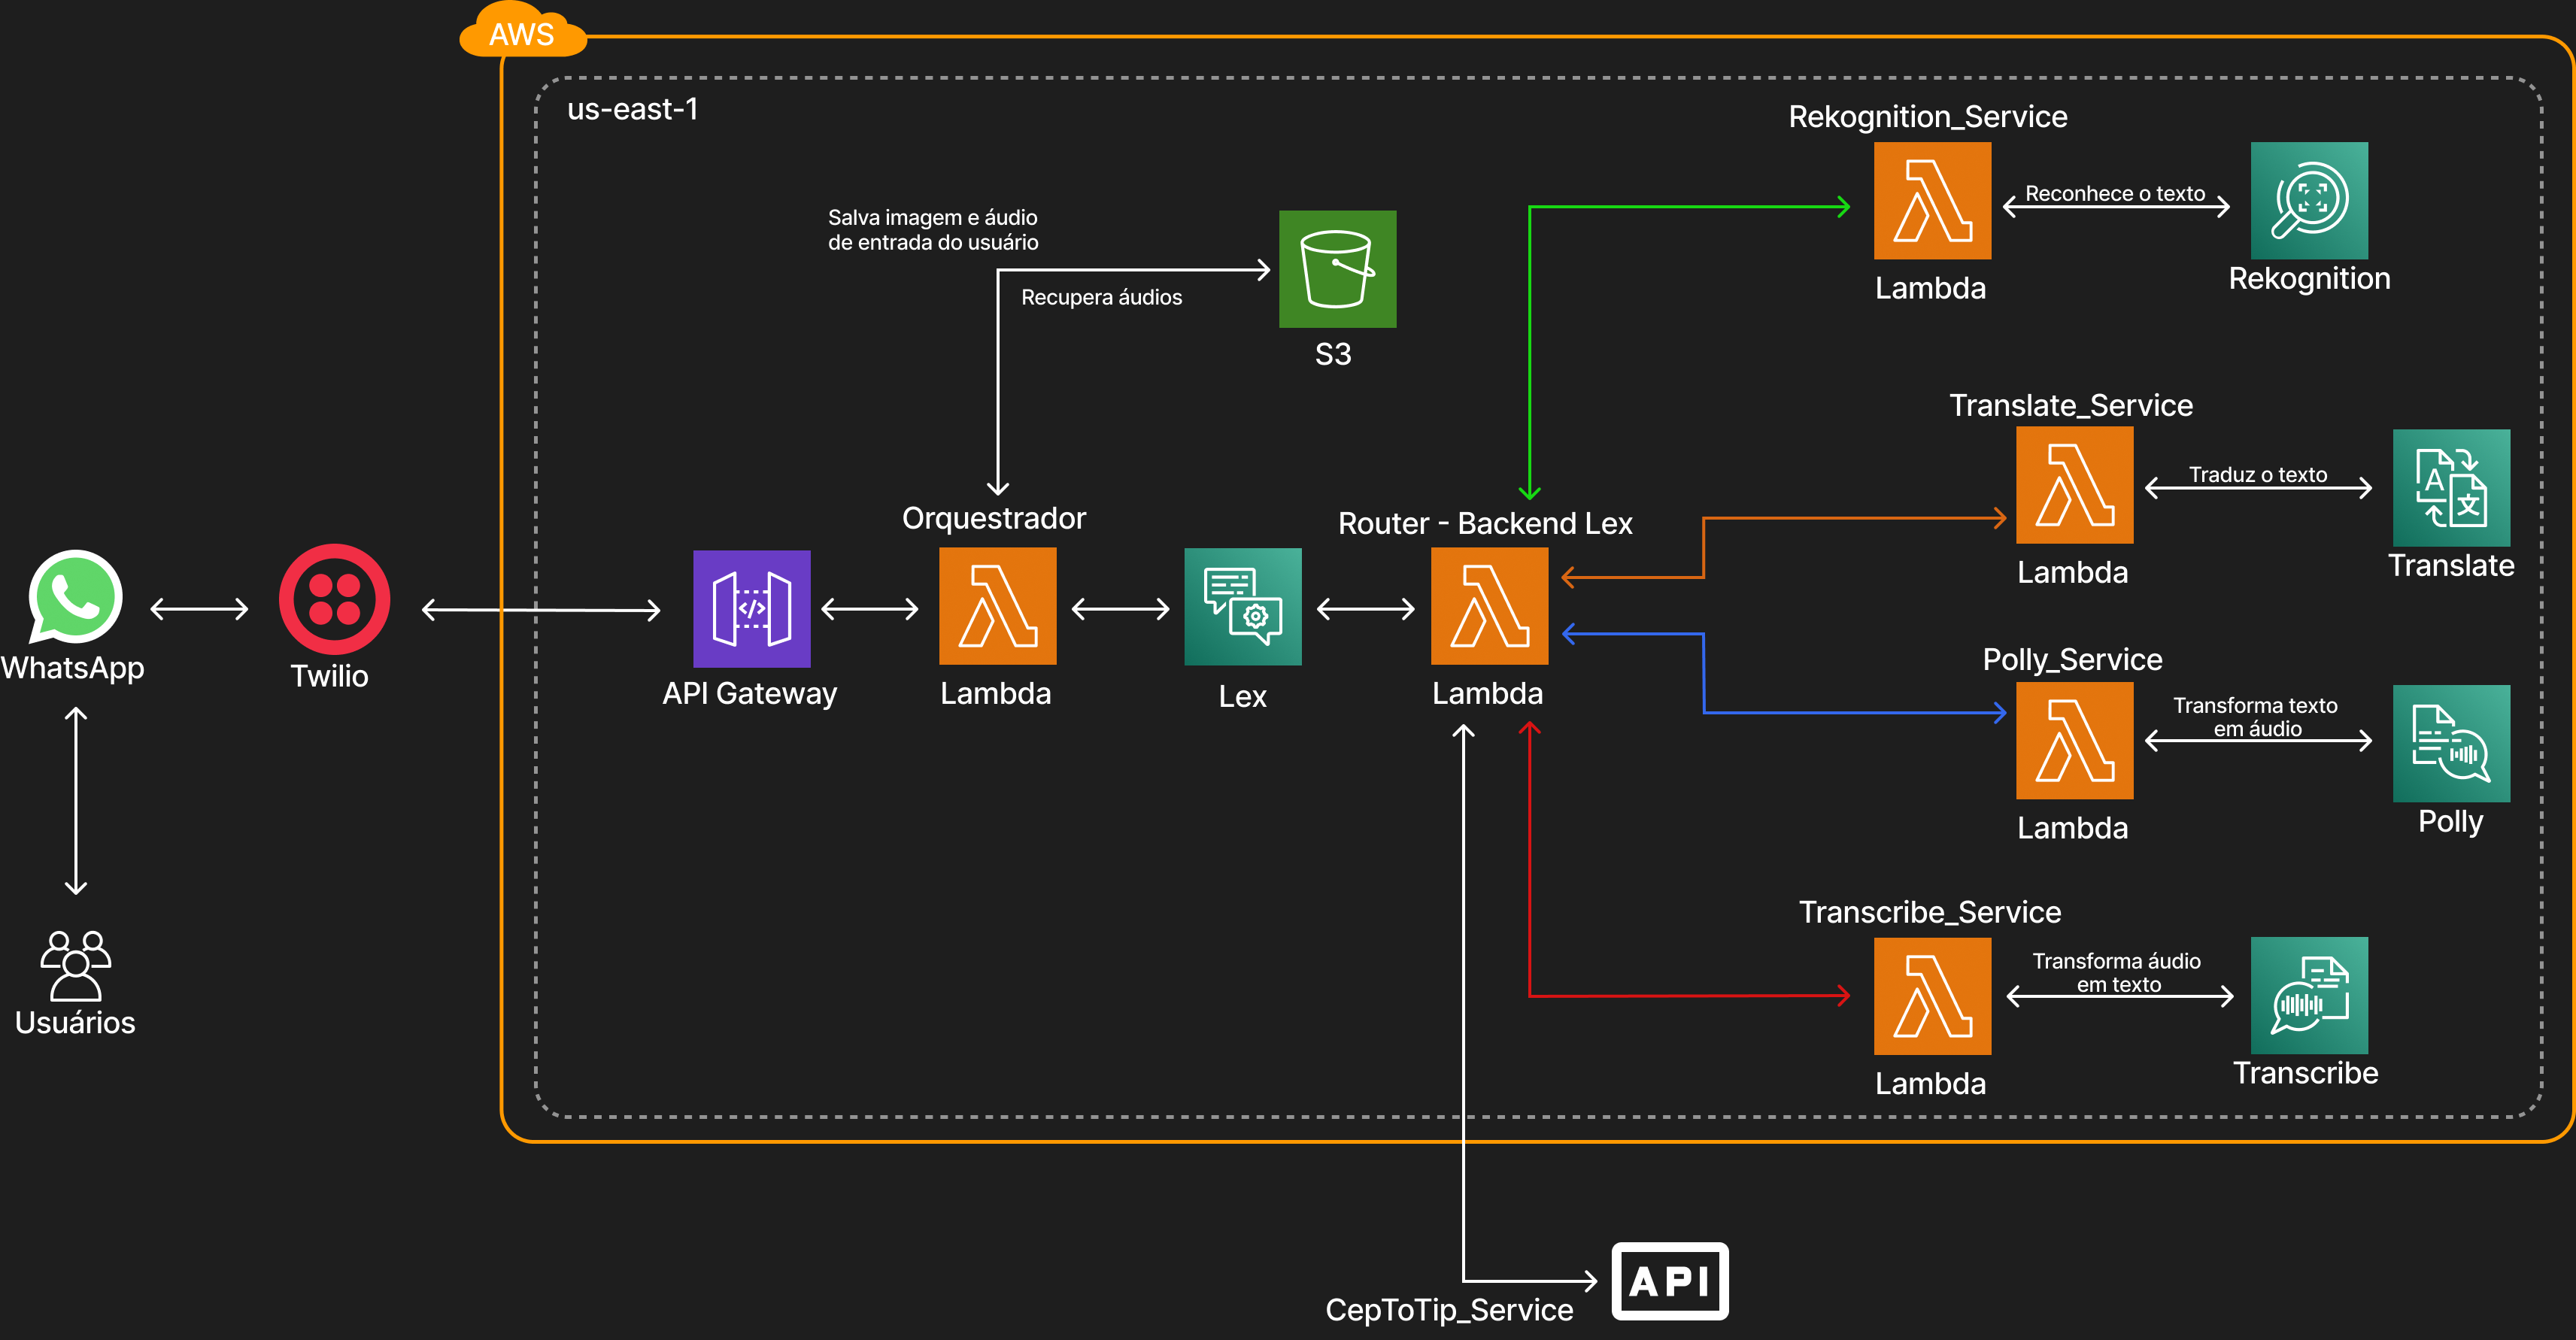 AWS
us-east-1
Rekognition_Service
Reconhece o texto
Lambda
Rekognition
Salva imagem e áudio
de entrada do usuário
Recupera áudios
S3
Translate_Service
Traduz o texto
Lambda
Translate
Orquestrador
Router - Backend Lex
WhatsApp
Twilio
API Gateway
Lambda
Lex
Lambda
Polly_Service
Transforma texto
em áudio
Lambda
Polly
Transcribe_Service
Transforma áudio
em texto
Lambda
Transcribe
Usuários
CepToTip_Service
API
A
文